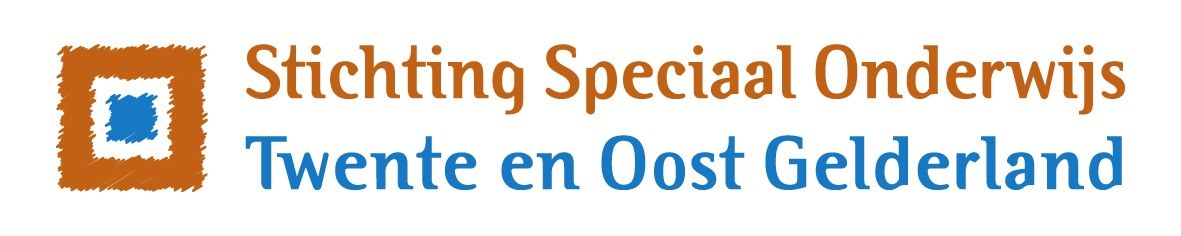 Stichting Speciaal Onderwijs
Twente en Oost Gelderland